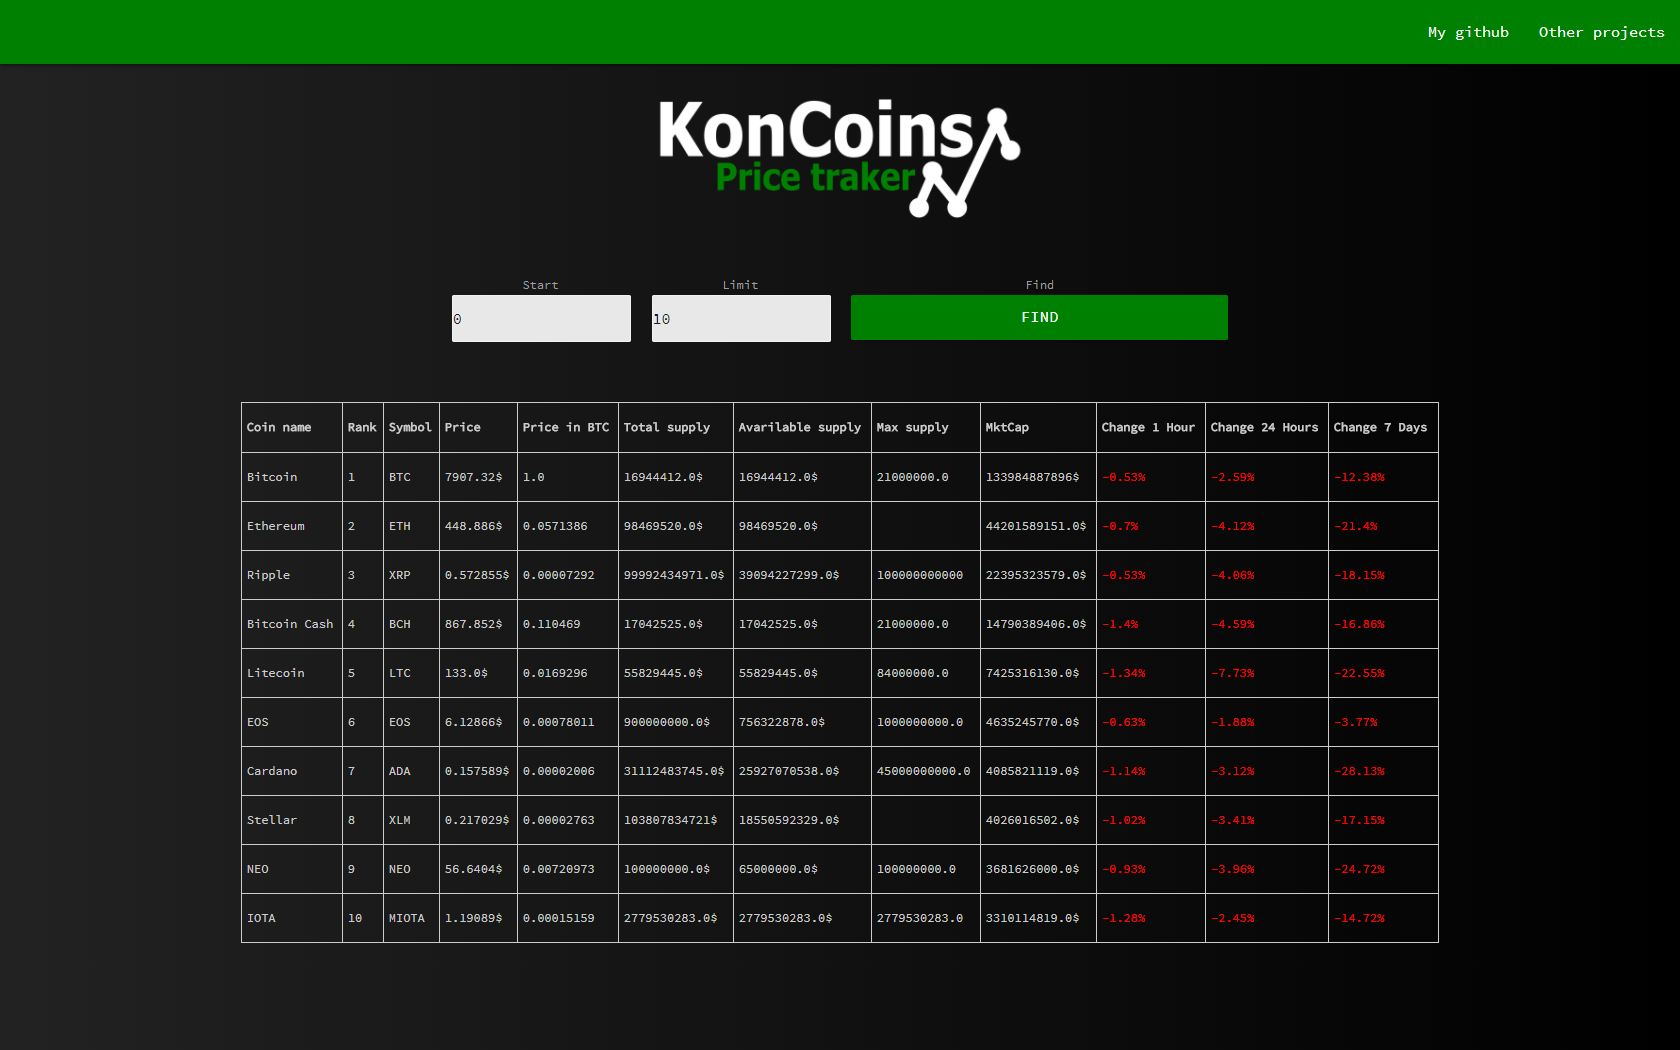 My github Other projects
KonCoins
Price traker
Start Limit Find
0 10 FIND
Coin name Rank Symbol Price Price in BTC Total supply Avarilable supply Max supply MktCap Change 1 Hour Change 24 Hours Change 7 Days
Bitcoin 1 BTC 7907.32$ 1.0 16944412.0$ 16944412.0$ 21000000.0 133984887896$ -0.53% -2.59% -12.38%
Ethereum 2 ETH 448.886$ 0.0571386 98469520.0$ 98469520.0$ 44201589151.0$ -0.7% -4.12% -21.4%
Ripple 3 XRP 0.572855$ 0.00007292 99992434971.0$ 39094227299.0$ 100000000000 22395323579.0$ -0.53% -4.06% -18.15%
Bitcoin Cash 4 BCH 867.852$ 0.110469 17042525.0$ 17042525.0$ 21000000.0 14790389406.0$ -1.4% -4.59% -16.86%
Litecoin 5 LTC 133.0$ 0.0169296 55829445.0$ 55829445.0$ 84000000.0 7425316130.0$ -1.34% -7.73% -22.55%
EOS 6 EOS 6.12866$ 0.00078011 900000000.0$ 756322878.0$ 1000000000.0 4635245770.0$ -0.63% -1.88% -3.77%
Cardano 7 ADA 0.157589$ 0.00002006 31112483745.0$ 25927070538.0$ 45000000000.0 4085821119.0$ -1.14% -3.12% -28.13%
Stellar 8 XLM 0.217029$ 0.00002763 103807834721$ 18550592329.0$ 4026016502.0$ -1.02% -3.41% -17.15%
NEO 9 NEO 56.6404$ 0.00720973 100000000.0$ 65000000.0$ 100000000.0 3681626000.0$ -0.93% -3.96% -24.72%
IOTA 10 MIOTA 1.19089$ 0.00015159 2779530283.0$ 2779530283.0$ 2779530283.0 3310114819.0$ -1.28% -2.45% -14.72%